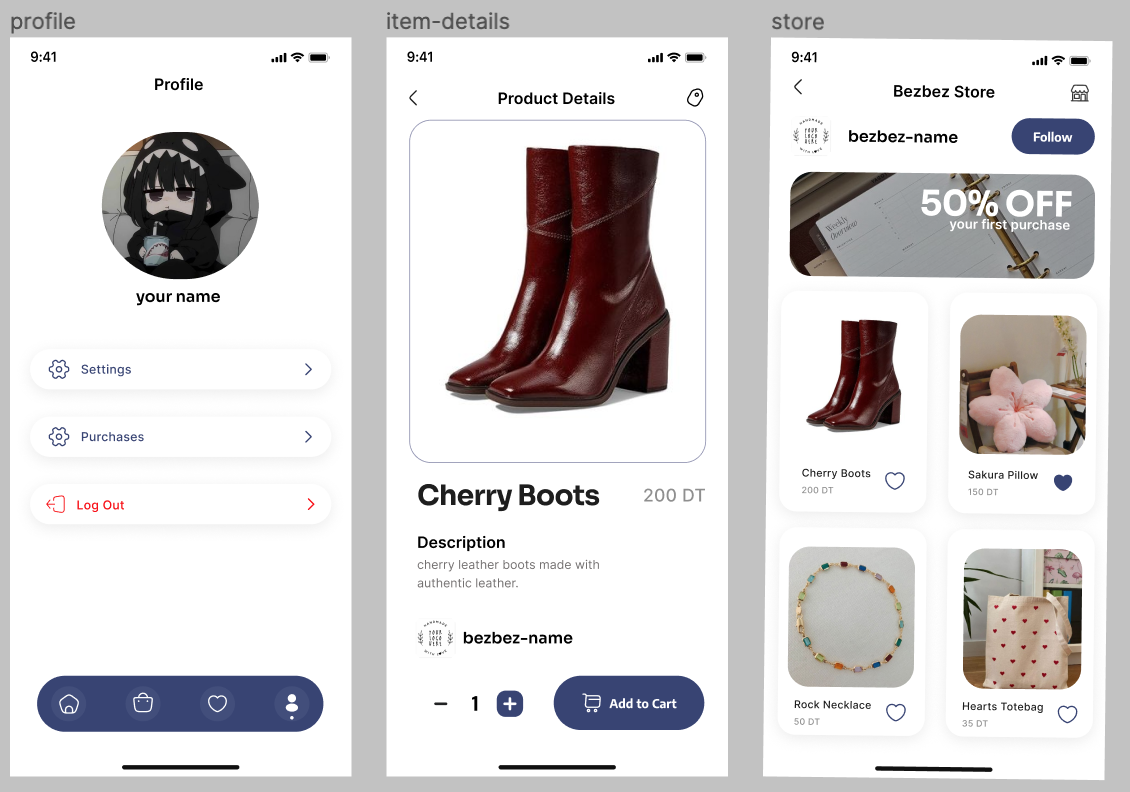 profile
9:41
Profile
your name
Settings
Purchases
Log Out
item-details
9:41
Product Details
Cherry Boots
200 DT
Description
cherry leather boots made with
authentic leather.
HANDMADE
YOUR
LOGO
HERE
WITH LOVE
bezbez-name
1
Add to Cart
store
9:41
Bezbez Store
HANDMADE
YOUR
LOGO
HERE
WITH LOVE
bezbez-name
Follow
Weekly
Overview
50% OFF
your first purchase
Cherry Boots
200 DT
Sakura Pillow
150 DT
Rock Necklace
50 DT
Hearts Totebag
35 DT